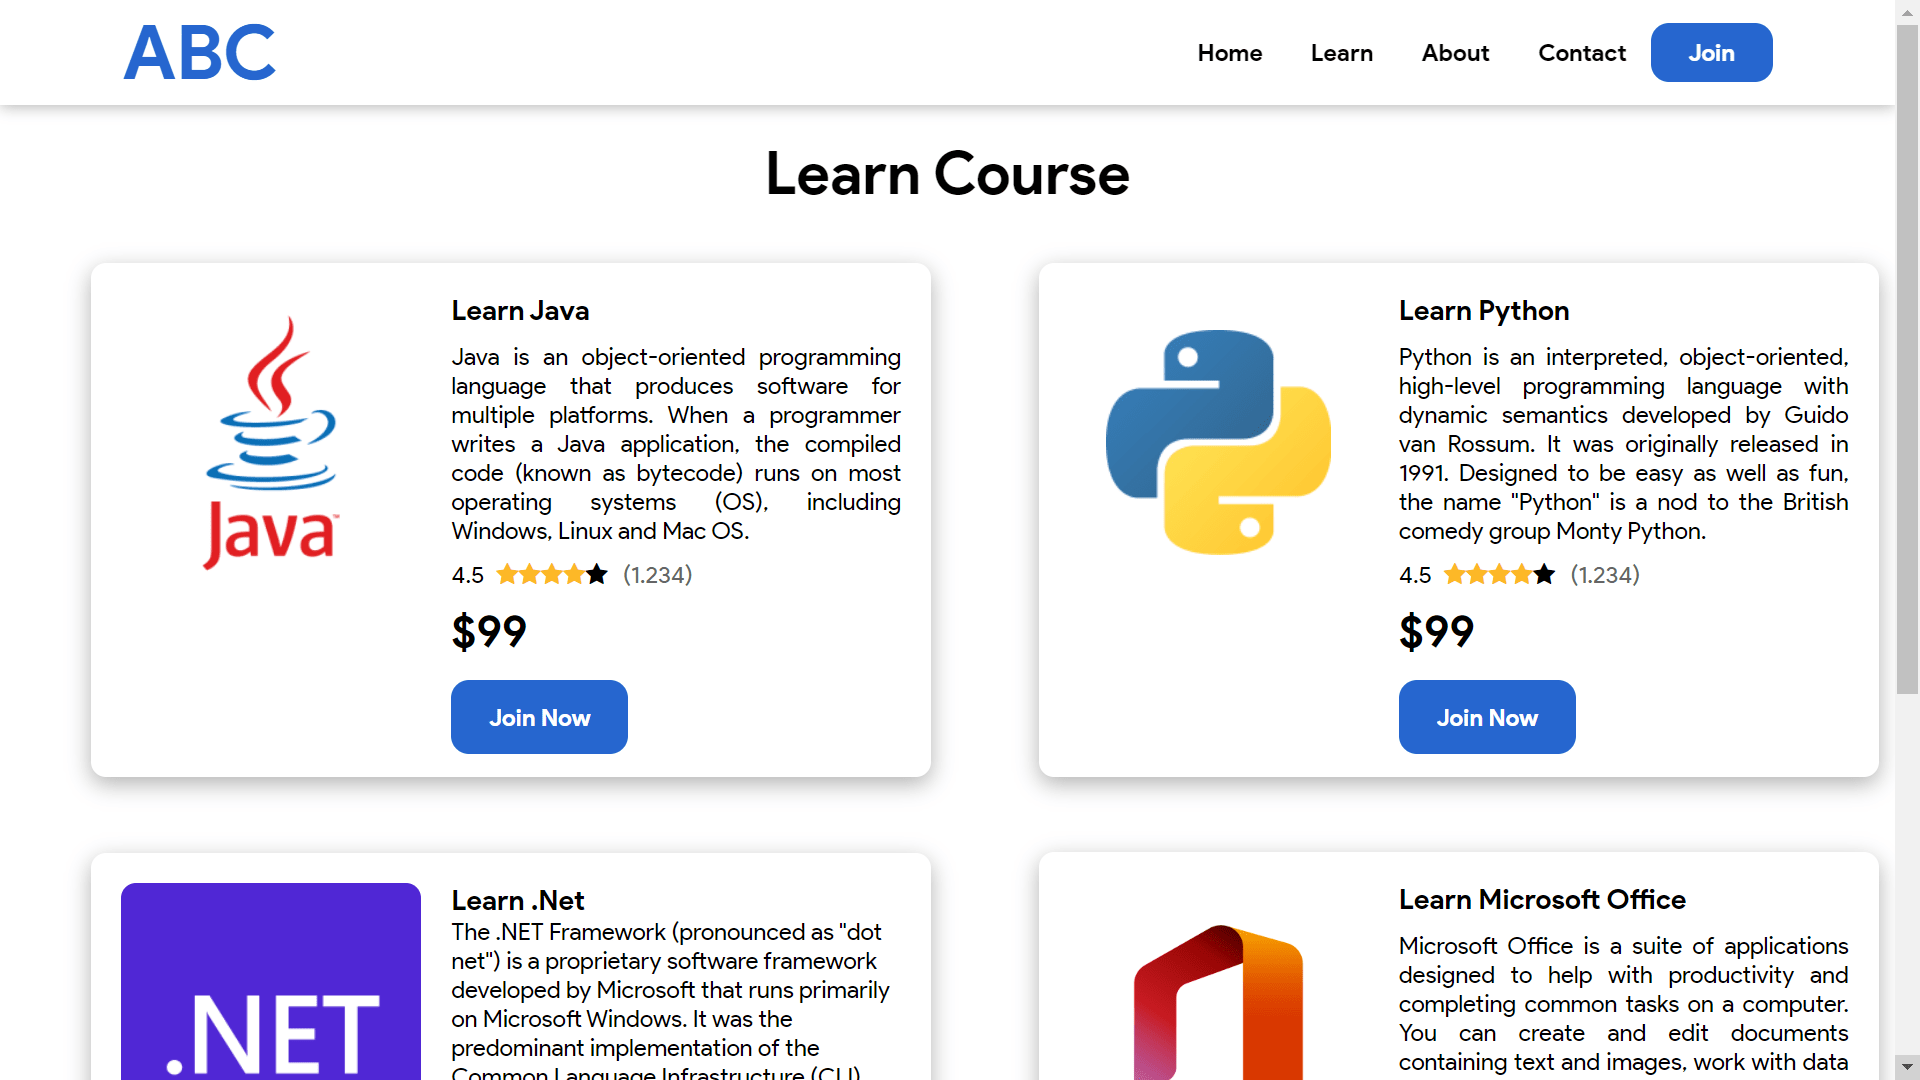 ABC
Home Learn About Contact Join
Learn Course
Java™
Learn Java
Java is an object-oriented programming
language that produces software for
multiple platforms. When a programmer
writes a Java application, the compiled
code (known as bytecode) runs on most
operating systems (OS), including
Windows, Linux and Mac OS.
4.5 (1.234)
$99
Join Now
Learn Python
Python is an interpreted, object-oriented,
high-level programming language with
dynamic semantics developed by Guido
van Rossum. It was originally released in
1991. Designed to be easy as well as fun,
the name "Python" is a nod to the British
comedy group Monty Python.
4.5 (1.234)
$99
Join Now
.NET
Learn .Net
The .NET Framework (pronounced as "dot
net") is a proprietary software framework
developed by Microsoft that runs primarily
on Microsoft Windows. It was the
predominant implementation of the
Common Language Infrastructure (CLI)
Learn Microsoft Office
Microsoft Office is a suite of applications
designed to help with productivity and
completing common tasks on a computer.
You can create and edit documents
containing text and images, work with data